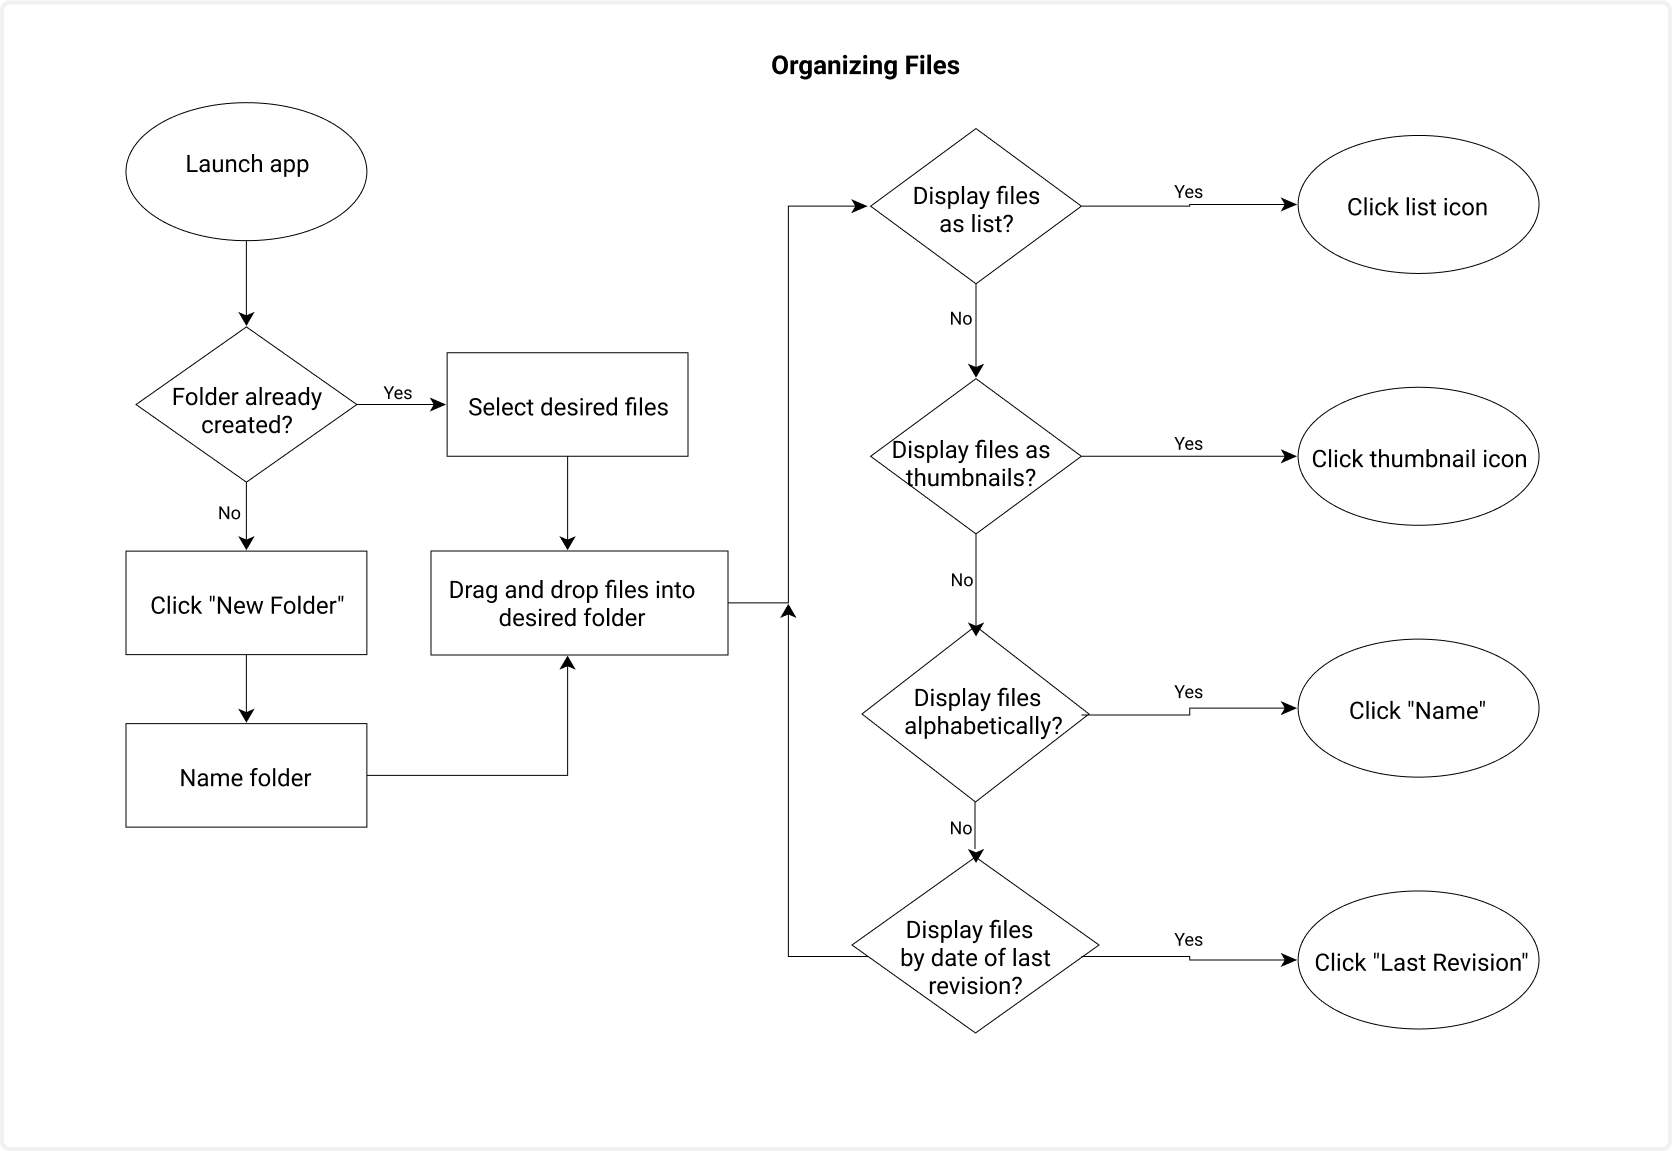 Organizing Files
Launch app
Folder already
created?
Yes
Select desired files
No
Click "New Folder"
Drag and drop files into
desired folder
Name folder
Display files
as list?
Yes
Click list icon
No
Display files as
thumbnails?
Yes
Click thumbnail icon
No
Display files
alphabetically?
Yes
Click "Name"
No
Display files
by date of last
revision?
Yes
Click "Last Revision"